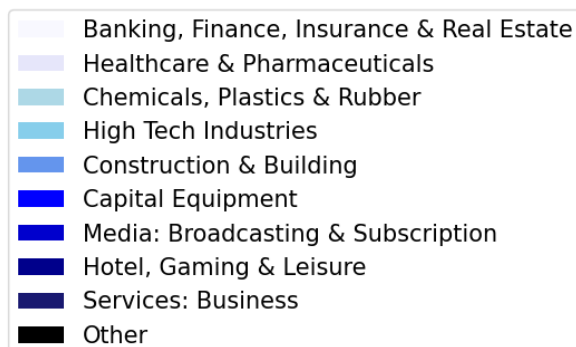 Banking, Finance, Insurance & Real Estate
Healthcare & Pharmaceuticals
Chemicals, Plastics & Rubber
High Tech Industries
Construction & Building
Capital Equipment
Media: Broadcasting & Subscription
Hotel, Gaming & Leisure
Services: Business
Other